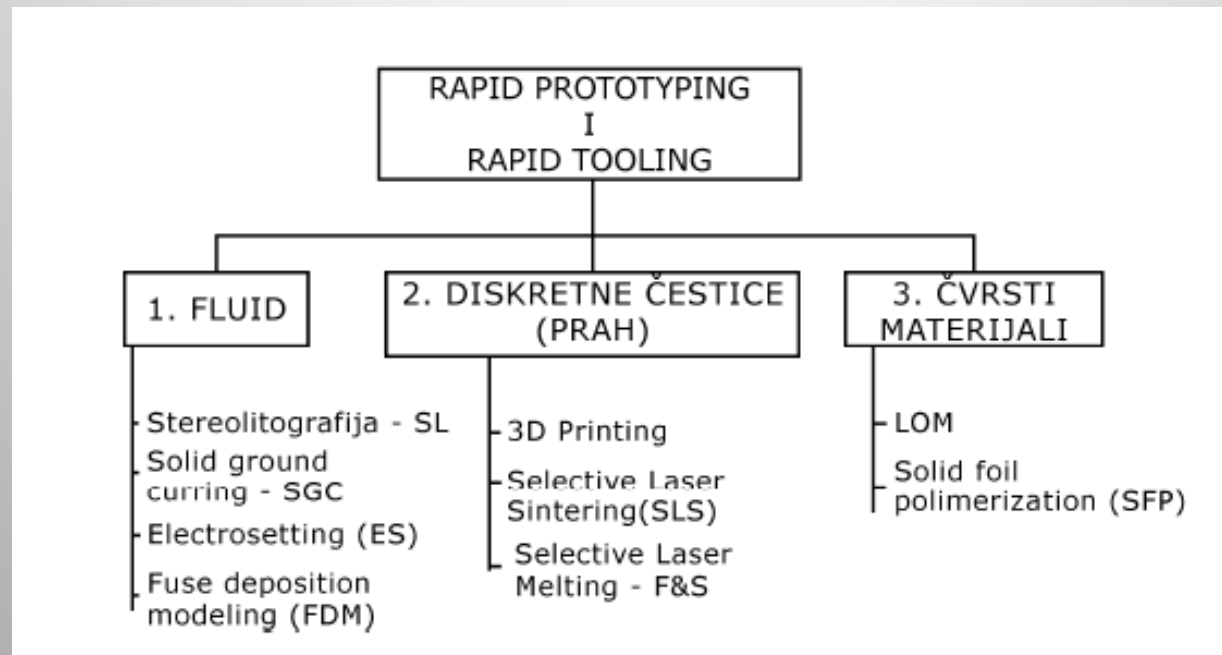 RAPID PROTOTYPING
I
RAPID TOOLING
1. FLUID
Stereolitografija - SL
Solid ground
curring - SGC
Electrosetting (ES)
Fuse deposition
modeling (FDM)
2. DISKRETNE ČESTICE
(PRAH)
3D Printing
Selective Laser
Sintering(SLS)
Selective Laser
Melting - F&S
3. ČVRSTI
MATERIJALI
LOM
Solid foil
polimerization (SFP)